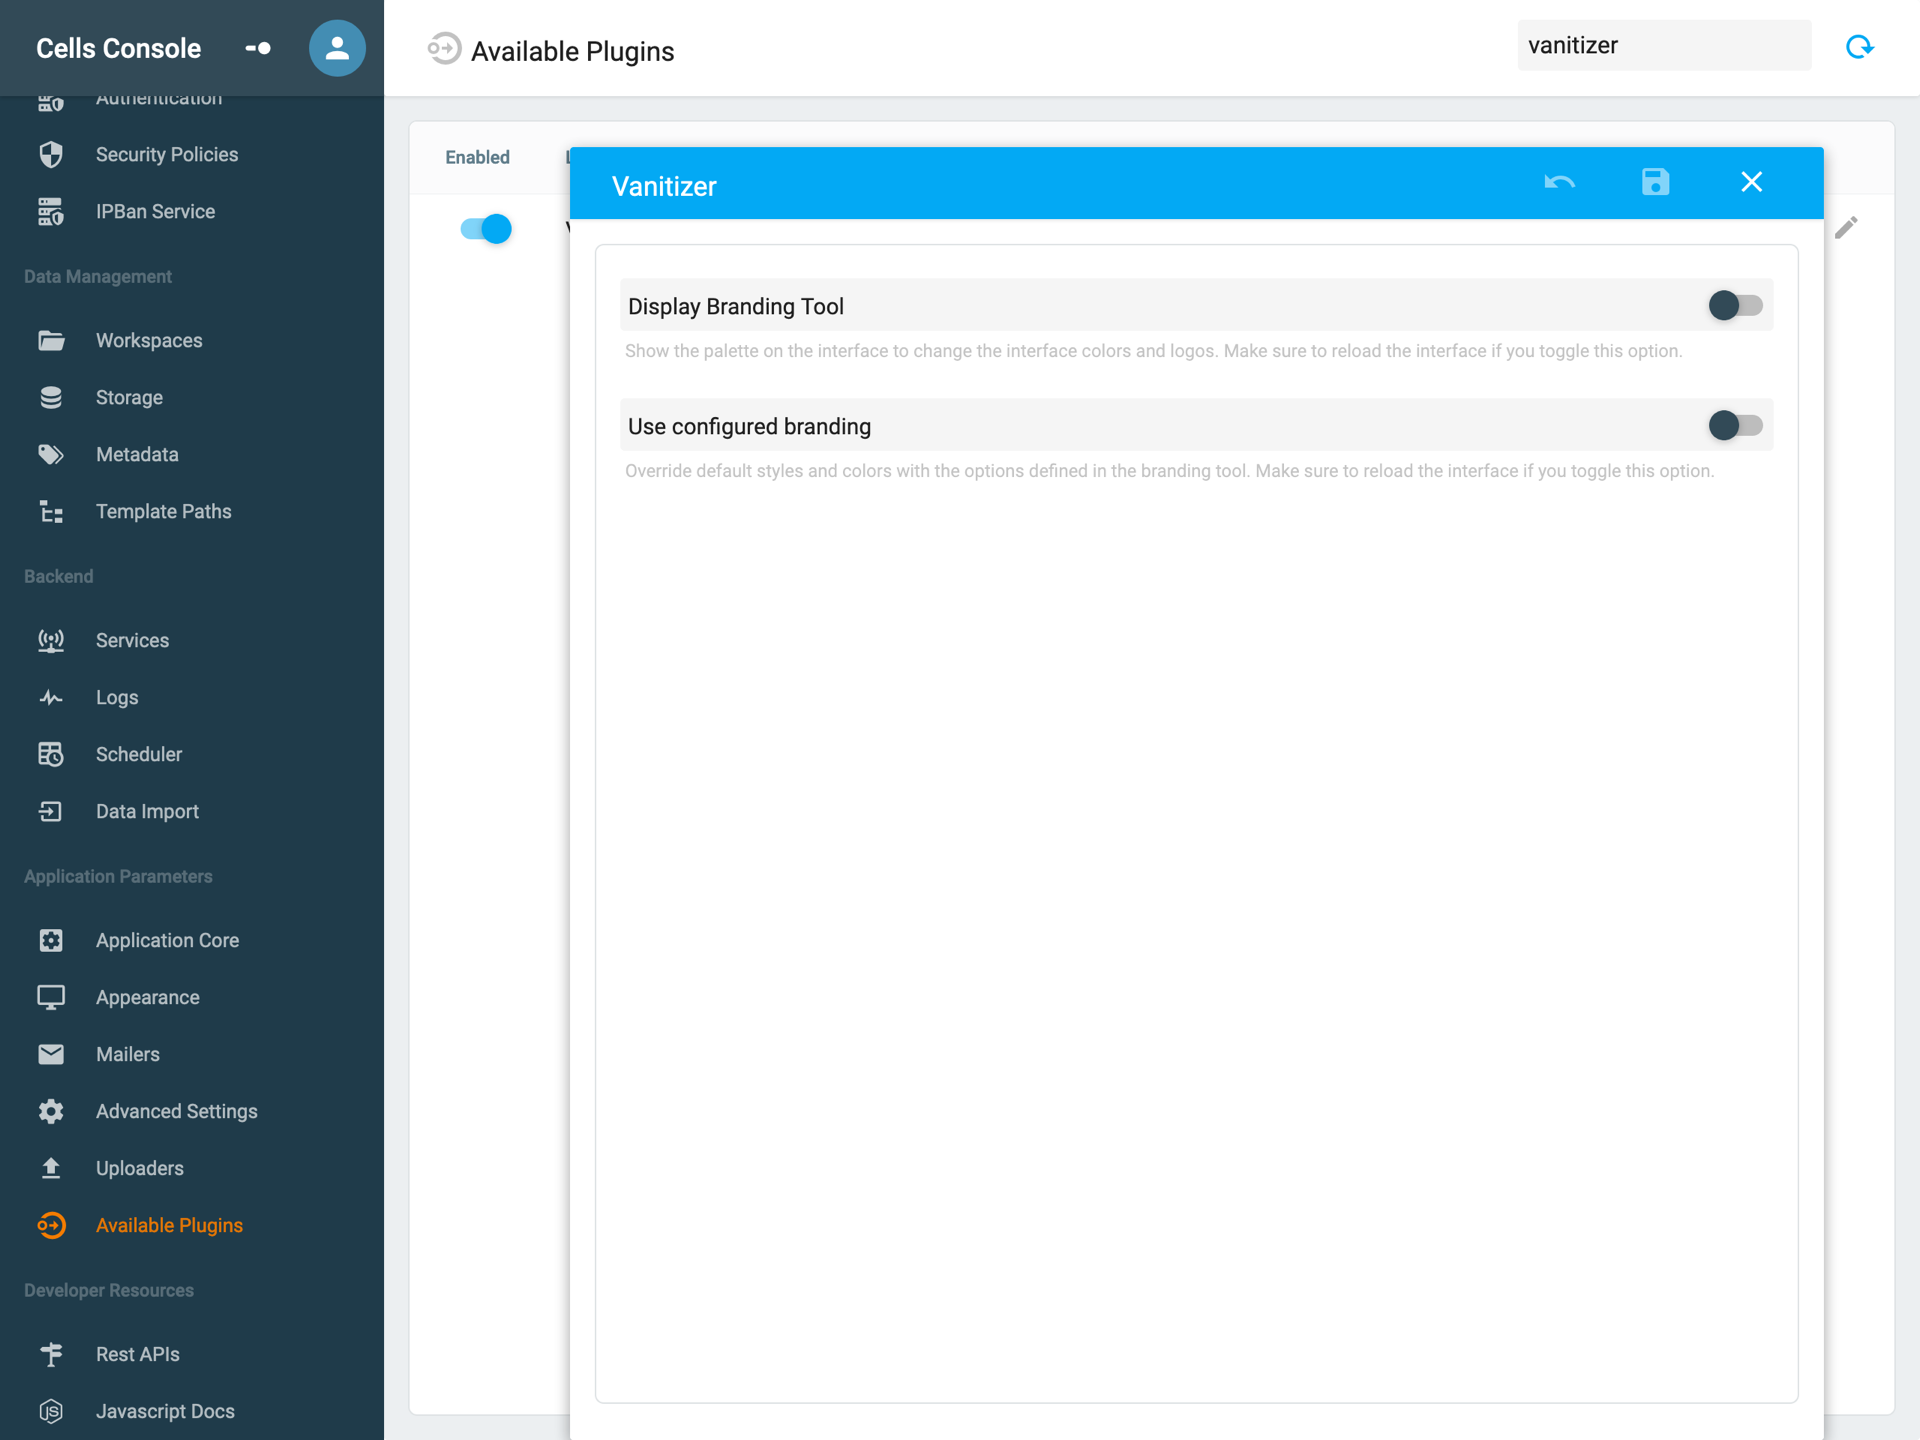 Cells Console
Available Plugins
vanitizer
Authentication
Security Policies
IPBan Service
Data Management
Workspaces
Storage
Metadata
Template Paths
Backend
Services
Logs
Scheduler
Data Import
Application Parameters
Application Core
Appearance
Mailers
Advanced Settings
Uploaders
Available Plugins
Developer Resources
Rest APIs
JS
Javascript Docs
Enabled
Vanitizer
Display Branding Tool
Show the palette on the interface to change the interface colors and logos. Make sure to reload the interface if you toggle this option.
Use configured branding
Override default styles and colors with the options defined in the branding tool. Make sure to reload the interface if you toggle this option.